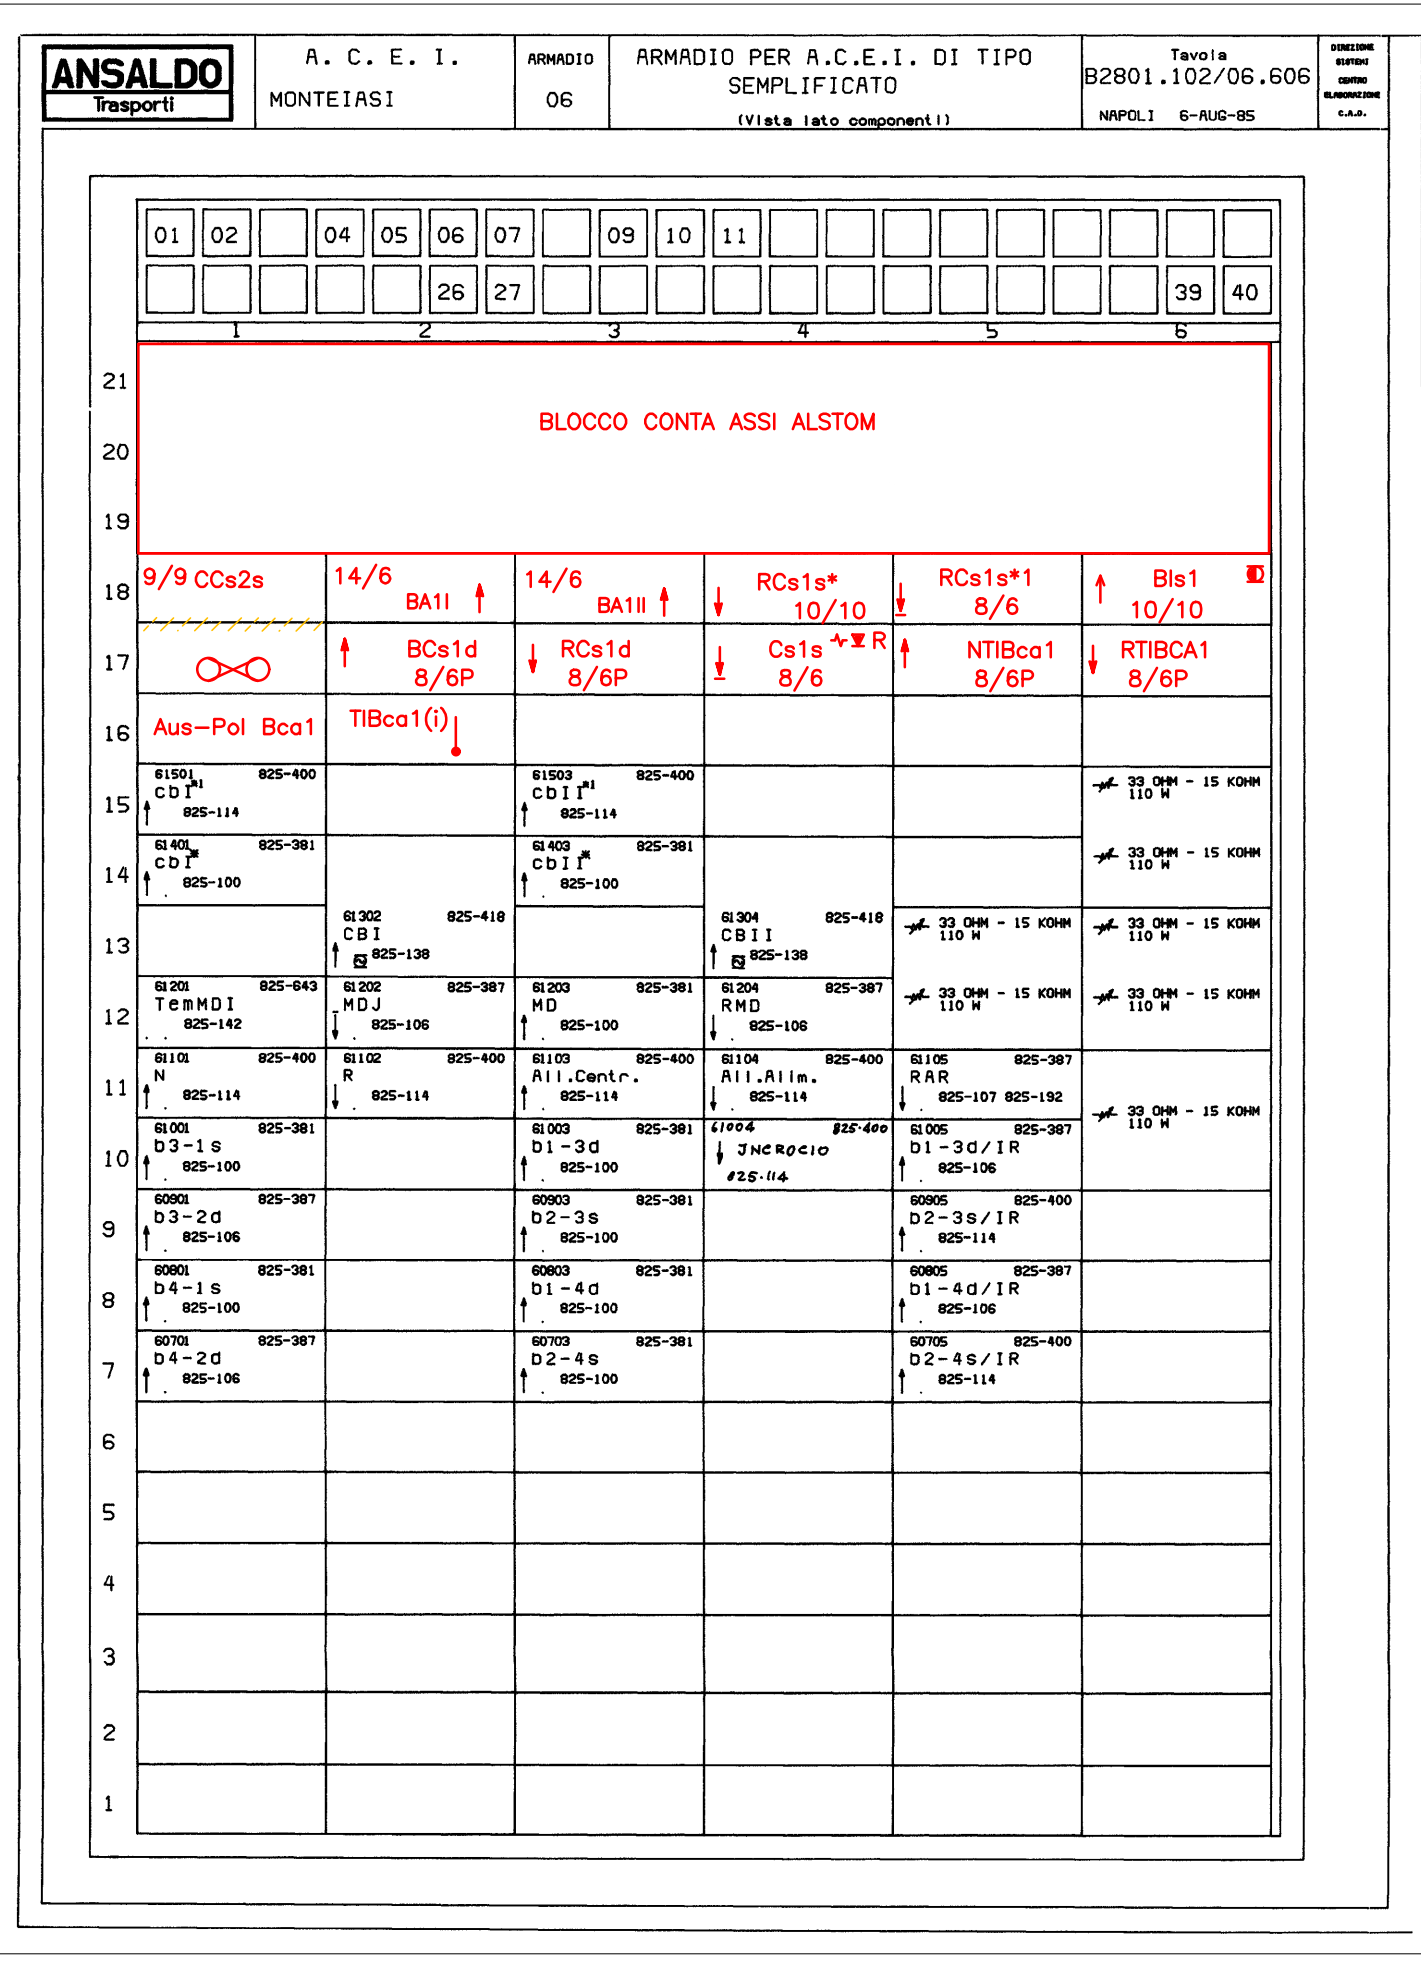 ANSALDO
Trasporti
A. C. E. I.
MONTEIASI
ARMADIO
06
ARMADIO PER A.C.E.I. DI TIPO
SEMPLIFICATO
(Vista lato componenti)
Tavola
B2801.102/06.606
NAPOLI 6-AUG-85
DIREZIONE
SISTEMI
CENTRO
ELABORAZIONE
C.A.D.
01 02 04 05 06 07 09 10 11
26 27 39 40
1 2 3 4 5 6
21
BLOCCO CONTA ASSI ALSTOM
20
19
18
9/9 CCs2s
14/6
BA1I
14/6
BA1II
RCs1s*
10/10
RCs1s*1
8/6
BIs1
10/10
17
BCs1d
8/6P
RCs1d
8/6P
Cs1s R
8/6
NTIBca1
8/6P
RTIBCA1
8/6P
16
Aus-Pol Bca1
TIBca1(i)
15
61501 825-400
cbI*1
825-114
61503 825-400
cbII*1
825-114
33 OHM - 15 KOHM
110 W
14
61401 825-381
cbI*
825-100
61403 825-381
cbII*
825-100
33 OHM - 15 KOHM
110 W
13
61302 825-418
CBI
825-138
61304 825-418
CBII
825-138
33 OHM - 15 KOHM
110 W
33 OHM - 15 KOHM
110 W
12
61201 825-643
TemMDI
825-142
61202 825-387
MDJ
825-106
61203 825-381
MD
825-100
61204 825-387
RMD
825-106
33 OHM - 15 KOHM
110 W
33 OHM - 15 KOHM
110 W
11
61101 825-400
N
825-114
61102 825-400
R
825-114
61103 825-400
All.Centr.
825-114
61104 825-400
All.Alim.
825-114
61105 825-387
RAR
825-107 825-192
33 OHM - 15 KOHM
110 W
10
61001 825-381
b3-1s
825-100
61003 825-381
b1-3d
825-100
61004 825-400
INCROCIO
825-114
61005 825-387
b1-3d/IR
825-106
9
60901 825-387
b3-2d
825-106
60903 825-381
b2-3s
825-100
60905 825-400
b2-3s/IR
825-114
8
60801 825-381
b4-1s
825-100
60803 825-381
b1-4d
825-100
60805 825-387
b1-4d/IR
825-106
7
60701 825-387
b4-2d
825-106
60703 825-381
b2-4s
825-100
60705 825-400
b2-4s/IR
825-114
6
5
4
3
2
1